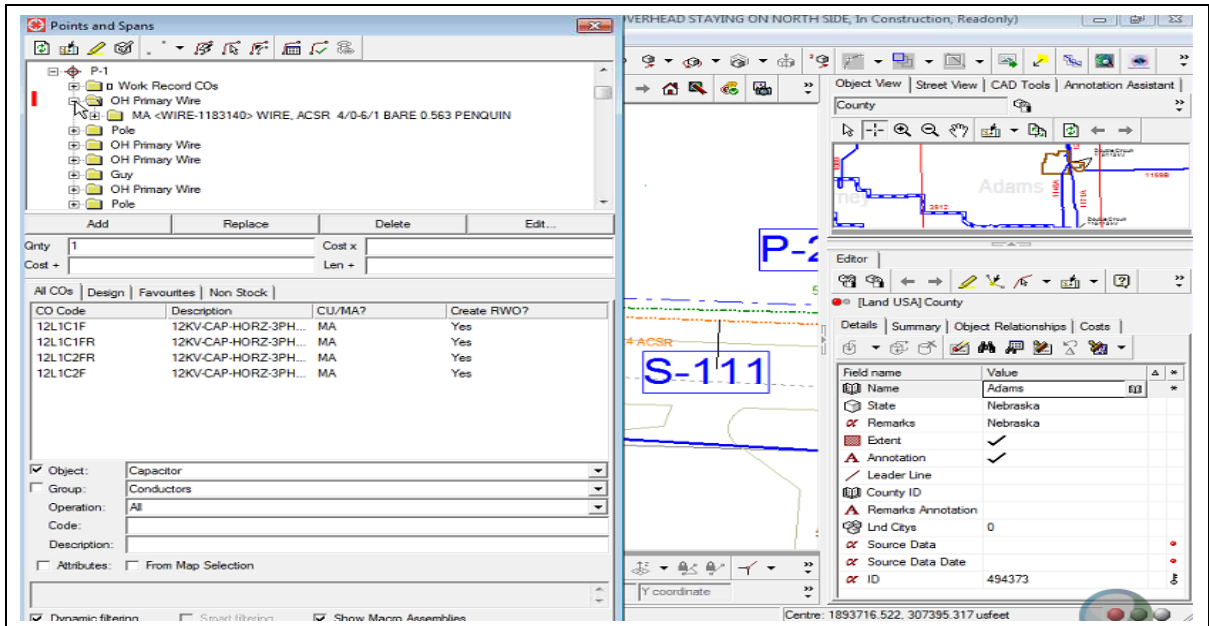 Points and Spans
P-1
Work Record COs
OH Primary Wire
MA <WIRE-1183140> WIRE, ACSR 4/0-6/1 BARE 0.563 PENQUIN
Pole
OH Primary Wire
OH Primary Wire
Guy
OH Primary Wire
Pole
Add Replace Delete Edit...
Qnty 1 Cost x
Cost + Len +
All COs Design Favourites Non Stock
CO Code Description CU/MA? Create RWO?
12L1C1F 12KV-CAP-HORZ-3PH... MA Yes
12L1C1FR 12KV-CAP-HORZ-3PH... MA Yes
12L1C2FR 12KV-CAP-HORZ-3PH... MA Yes
12L1C2F 12KV-CAP-HORZ-3PH... MA Yes
Object: Capacitor
Group: Conductors
Operation: All
Code:
Description:
Attributes: From Map Selection
Dynamic filtering Smart filtering Show Macro Assemblies
OVERHEAD STAYING ON NORTH SIDE, In Construction, Readonly)
P-2
5
4 ACSR
S-111
Y coordinate
Centre: 1893716.522, 307395.317 usfeet
Object View Street View CAD Tools Annotation Assistant
County
Adams
3512
1159B
Double Circuit
Editor
[Land USA] County
Details Summary Object Relationships Costs
Field name Value
Name Adams
State Nebraska
Remarks Nebraska
Extent
Annotation
Leader Line
County ID
Remarks Annotation
Lnd Citys 0
Source Data
Source Data Date
ID 494373